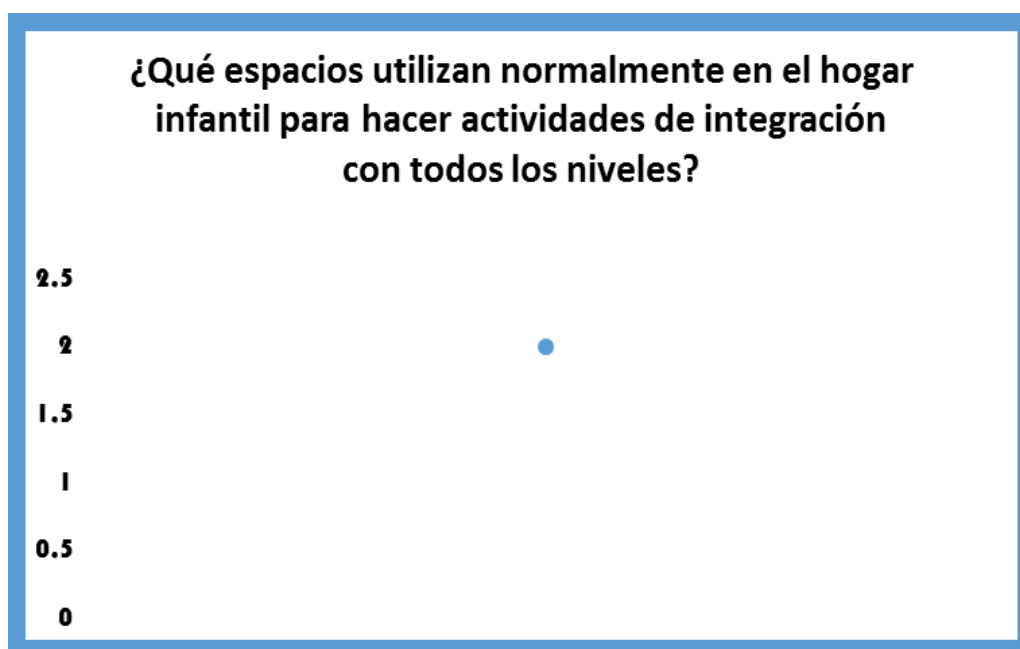 ¿Qué espacios utilizan normalmente en el hogar
infantil para hacer actividades de integración
con todos los niveles?
2.5
2
1.5
1
0.5
0